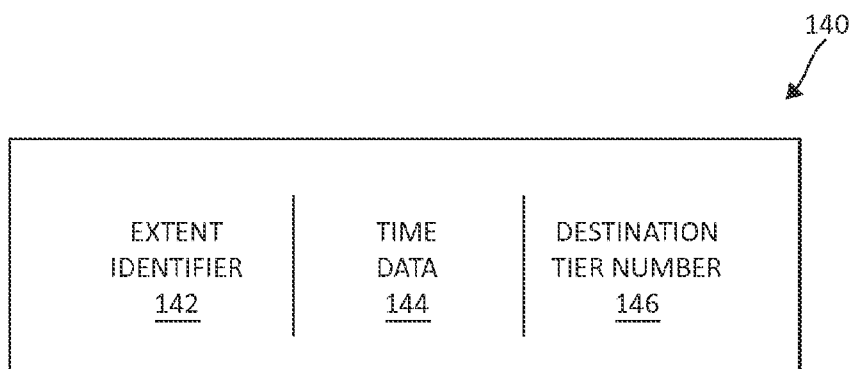 140
EXTENT IDENTIFIER 142
TIME DATA 144
DESTINATION TIER NUMBER 146